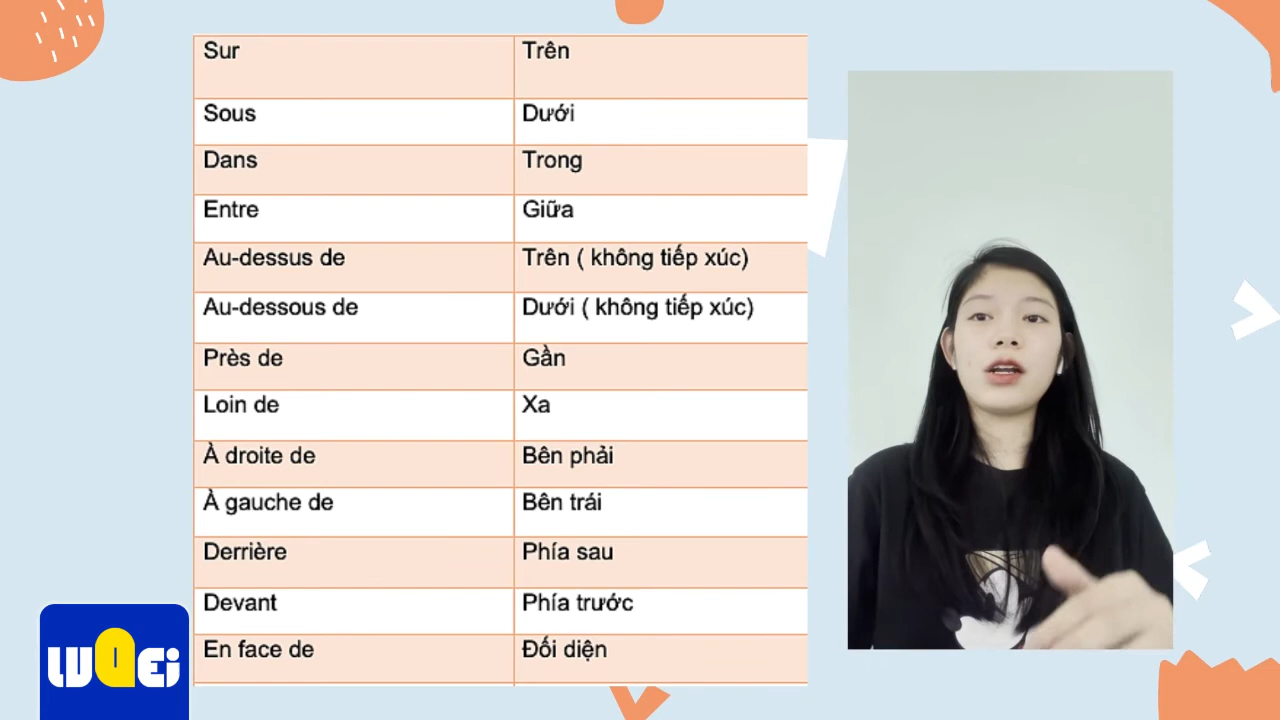 Sur Trên
Sous Dưới
Dans Trong
Entre Giữa
Au-dessus de Trên ( không tiếp xúc)
Au-dessous de Dưới ( không tiếp xúc)
Près de Gần
Loin de Xa
À droite de Bên phải
À gauche de Bên trái
Derrière Phía sau
Devant Phía trước
En face de Đối diện